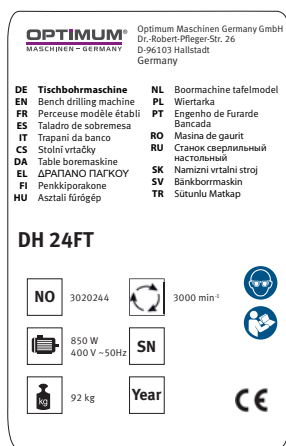 OPTIMUM®
MASCHINEN - GERMANY
Optimum Maschinen Germany GmbH
Dr.-Robert-Pfleger-Str. 26
D-96103 Hallstadt
Germany
DE Tischbohrmaschine
EN Bench drilling machine
FR Perceuse modèle établi
ES Taladro de sobremesa
IT Trapani da banco
CS Stolní vrtačky
DA Table boremaskine
EL ΔΡΑΠΑΝΟ ΠΑΓΚΟΥ
FI Penkkiporakone
HU Asztali fúrógép
NL Boormachine tafelmodel
PL Wiertarka
PT Engenho de Furarde
Bancada
RO Masina de gaurit
RU Станок сверлильный
настольный
SK Namizni vrtalni stroj
SV Bänkborrmaskin
TR Sütunlu Matkap
DH 24FT
NO 3020244
3000 min-1
850 W
400 V ~50Hz
SN
kg 92 kg
Year
CE